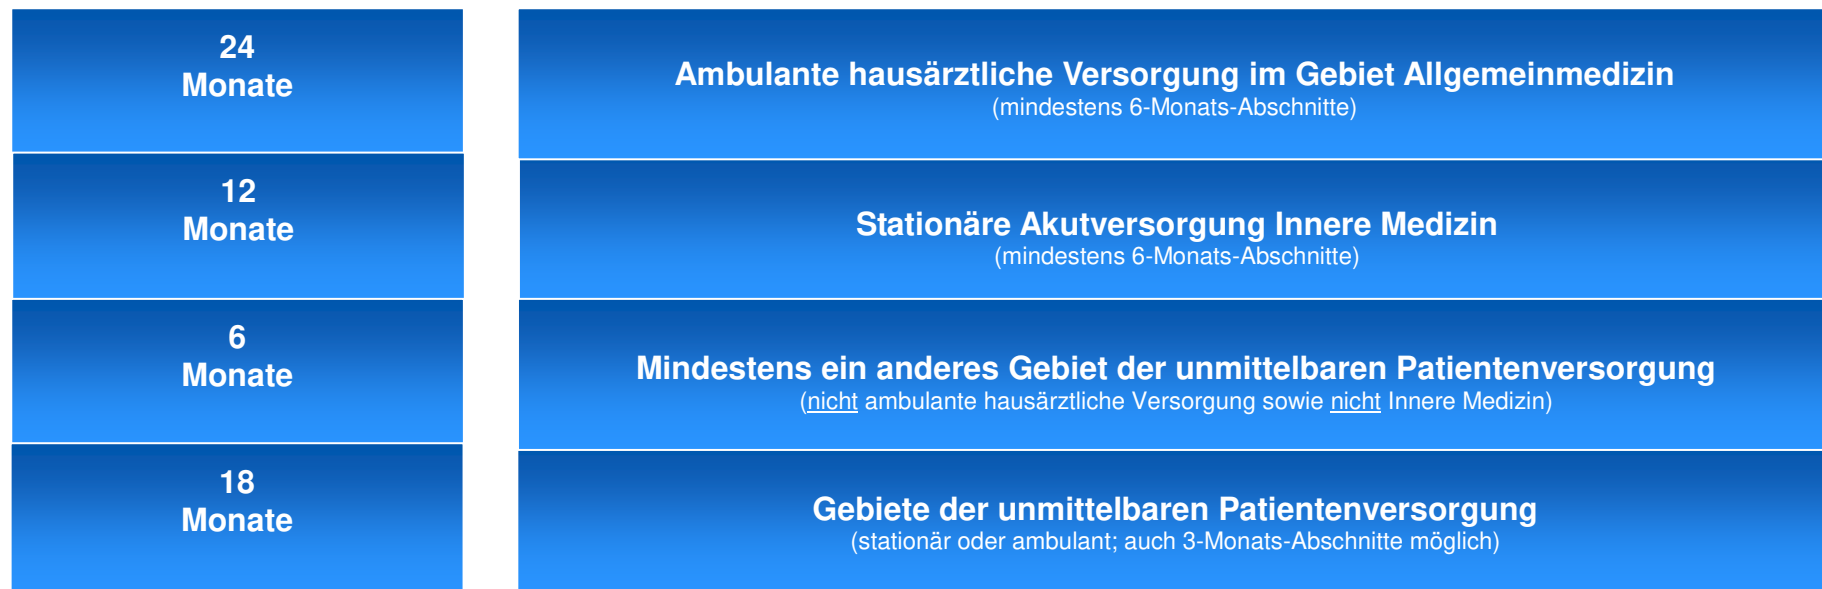 24
Monate
Ambulante hausärztliche Versorgung im Gebiet Allgemeinmedizin
(mindestens 6-Monats-Abschnitte)
12
Monate
Stationäre Akutversorgung Innere Medizin
(mindestens 6-Monats-Abschnitte)
6
Monate
Mindestens ein anderes Gebiet der unmittelbaren Patientenversorgung
(nicht ambulante hausärztliche Versorgung sowie nicht Innere Medizin)
18
Monate
Gebiete der unmittelbaren Patientenversorgung
(stationär oder ambulant; auch 3-Monats-Abschnitte möglich)